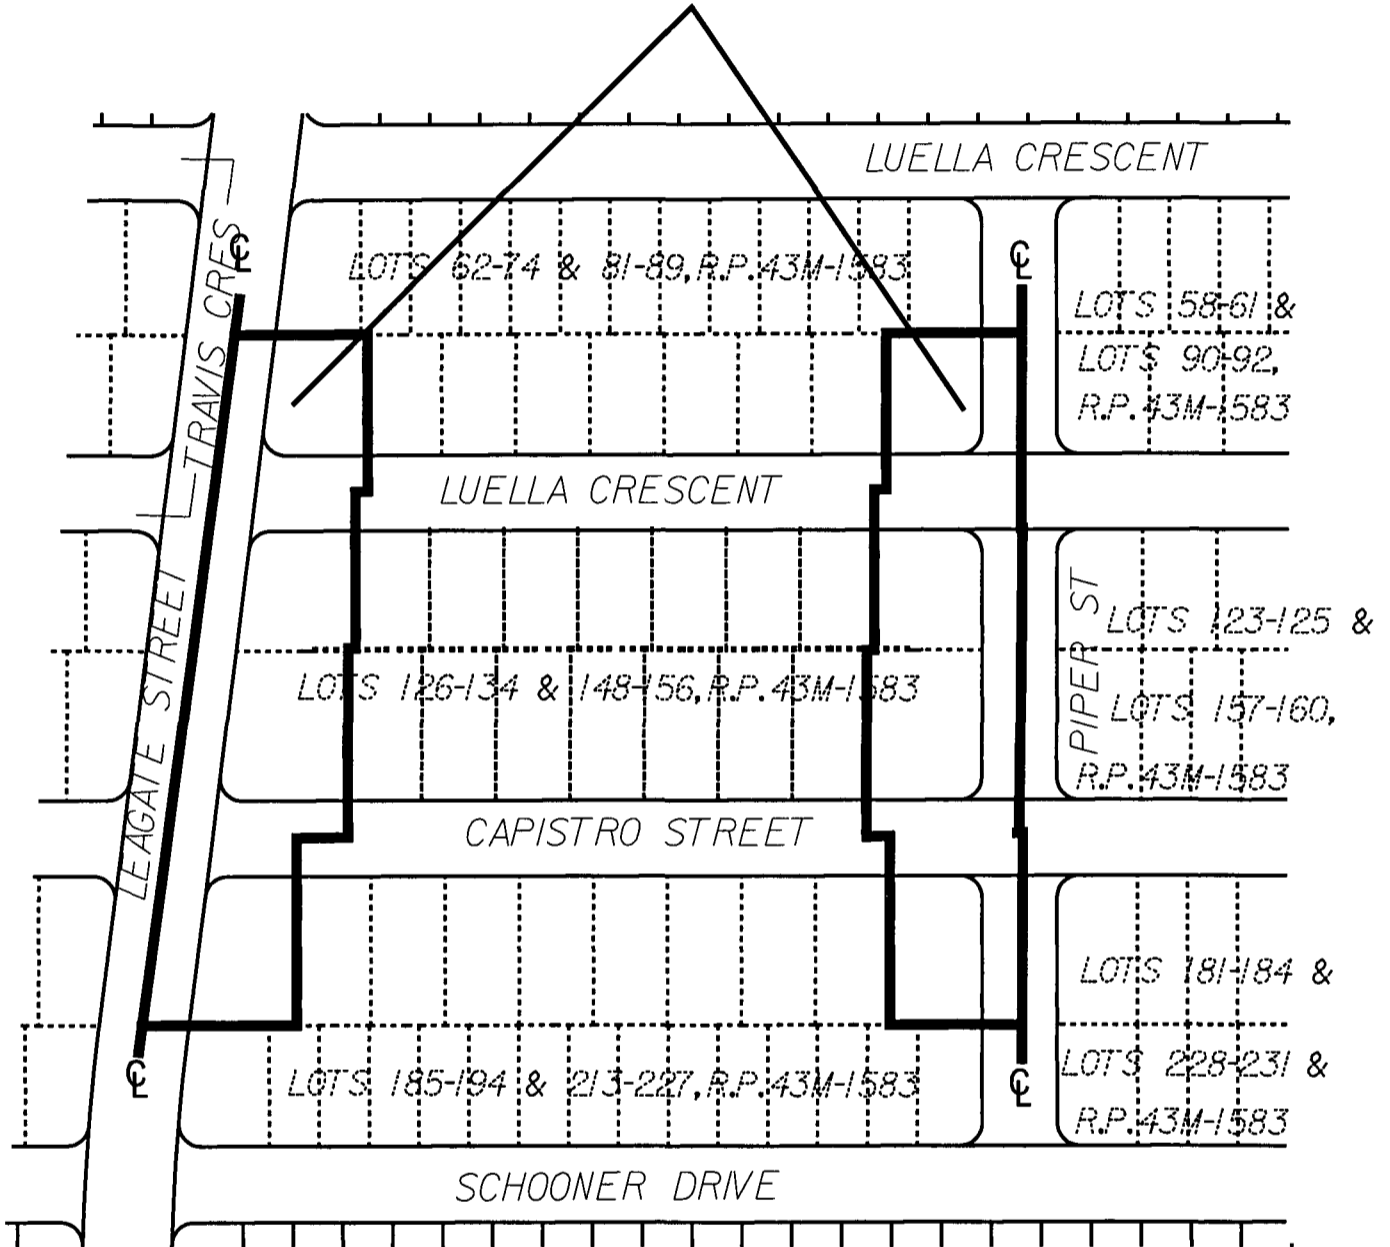 LUELLA CRESCENT
TRAVIS CRES
℄
℄
LOTS 62-74 & 81-89, R.P. 43M-1583
LOTS 58-61 &
LOTS 90-92,
R.P. 43M-1583
LUELLA CRESCENT
LEAGATE STREET
PIPER ST
LOTS 123-125 &
LOTS 126-134 & 148-156, R.P. 43M-1583
LOTS 157-160,
R.P. 43M-1583
CAPISTRO STREET
LOTS 181-184 &
LOTS 185-194 & 213-227, R.P. 43M-1583
LOTS 228-231 &
R.P. 43M-1583
℄
℄
SCHOONER DRIVE